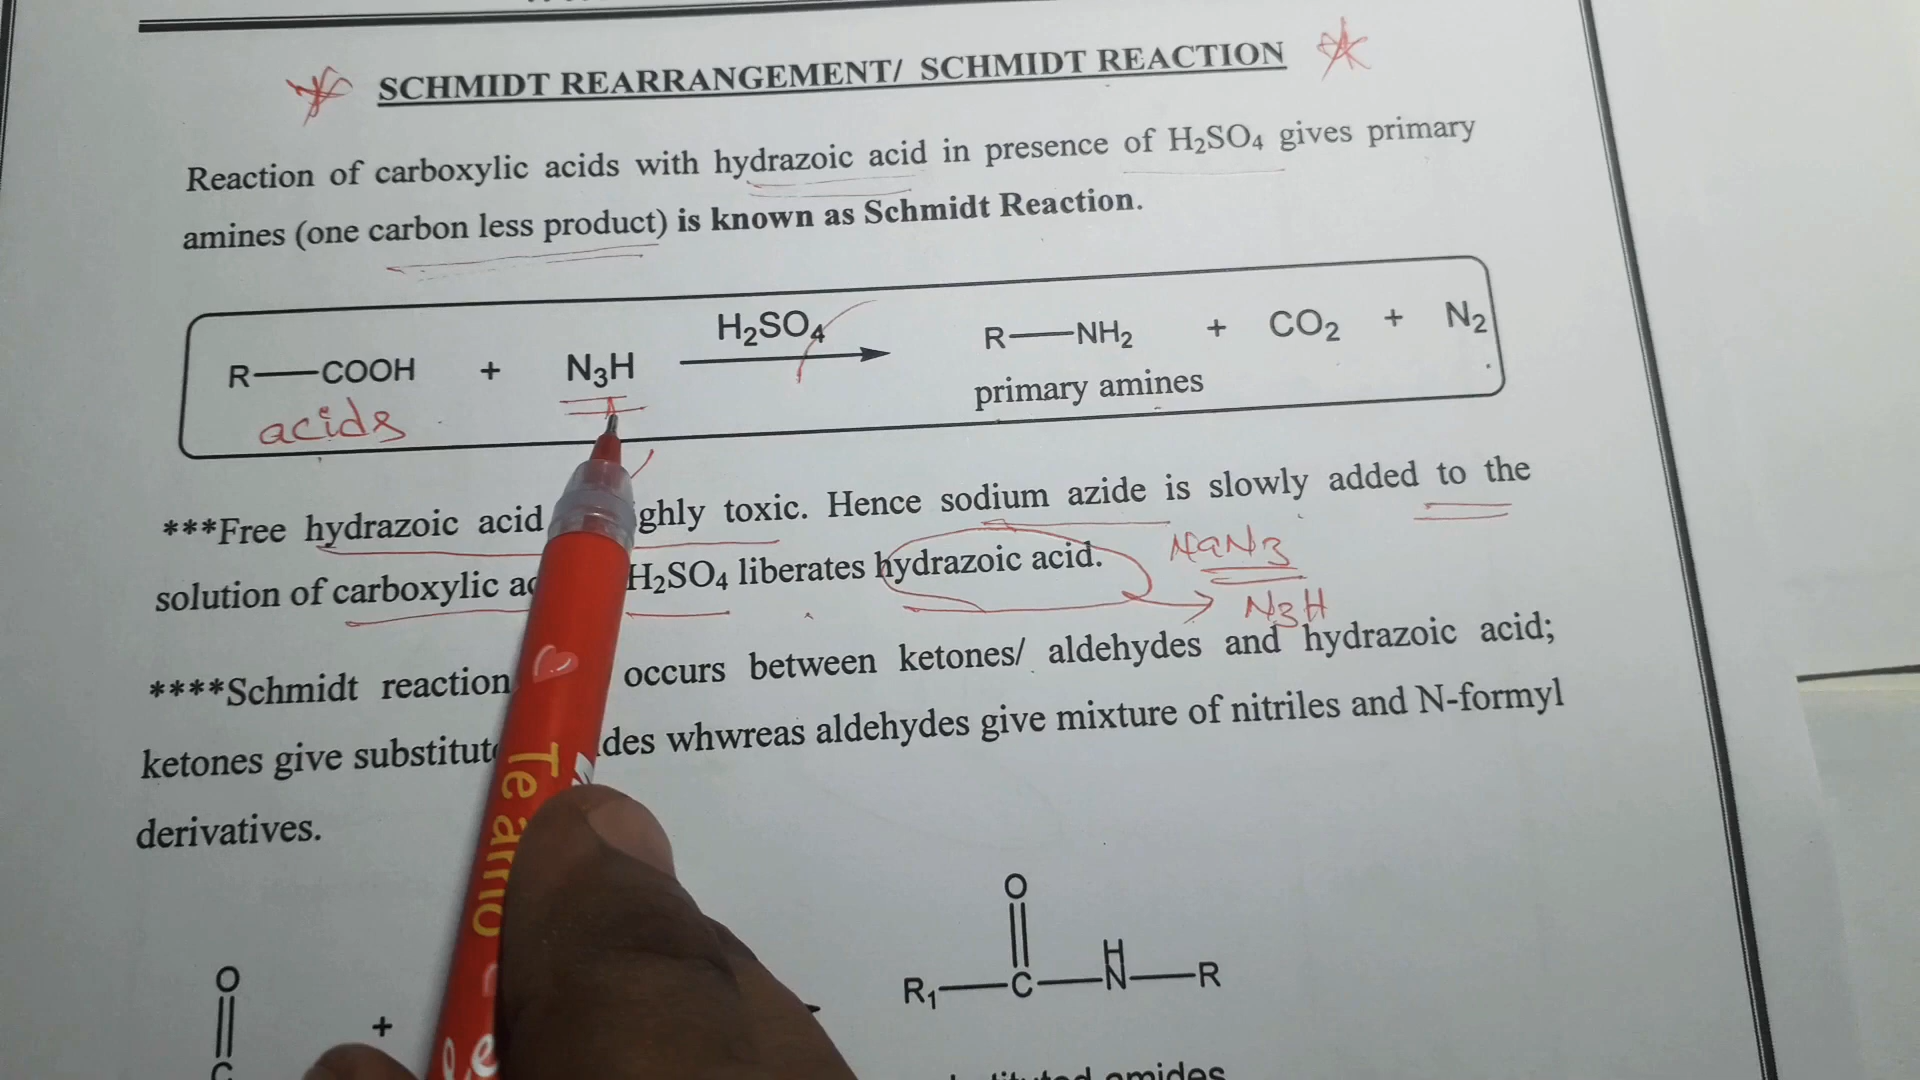 SCHMIDT REARRANGEMENT/ SCHMIDT REACTION
Reaction of carboxylic acids with hydrazoic acid in presence of H₂SO₄ gives primary
amines (one carbon less product) is known as Schmidt Reaction.
H₂SO₄
R—COOH + N₃H R—NH₂ + CO₂ + N₂
acids primary amines
***Free hydrazoic acid ghly toxic. Hence sodium azide is slowly added to the
NaN3
solution of carboxylic H₂SO₄ liberates hydrazoic acid.
N3H
****Schmidt reaction occurs between ketones/ aldehydes and hydrazoic acid;
ketones give des whwreas aldehydes give mixture of nitriles and N-formyl
derivatives.
O
O H
R₁—C—N—R
+
C
amides